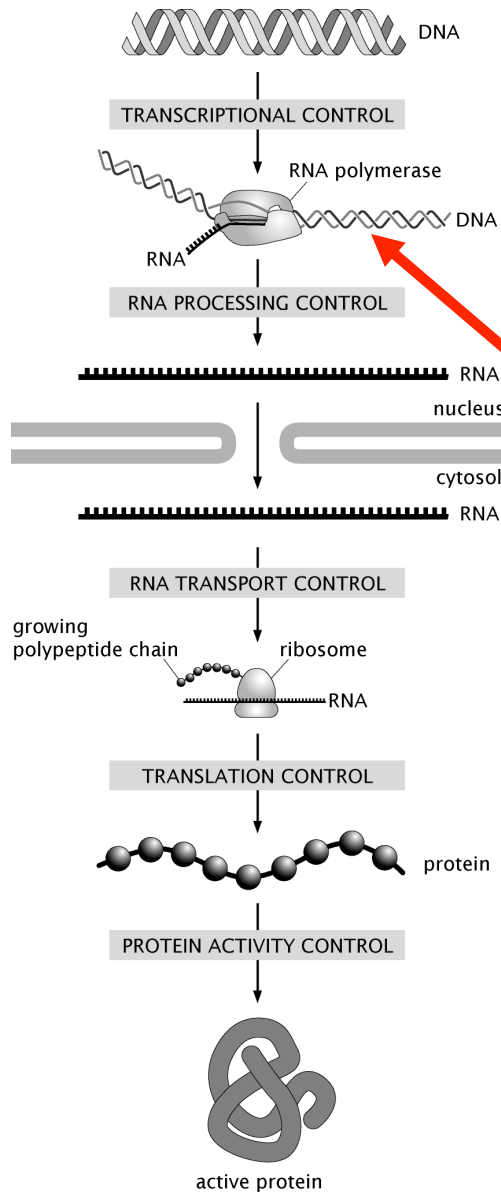 DNA
TRANSCRIPTIONAL CONTROL
RNA polymerase
DNA
RNA
RNA PROCESSING CONTROL
RNA
nucleus
cytosol
RNA
RNA TRANSPORT CONTROL
growing
polypeptide chain
ribosome
RNA
TRANSLATION CONTROL
protein
PROTEIN ACTIVITY CONTROL
active protein